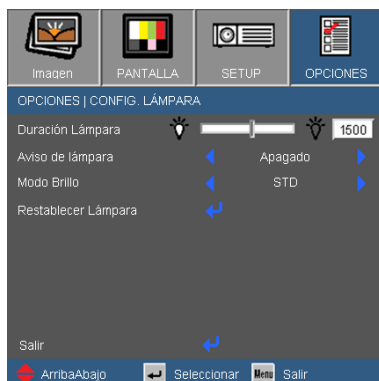 Imagen PANTALLA SETUP OPCIONES
OPCIONES | CONFIG. LÁMPARA
Duración Lámpara 1500
Aviso de lámpara Apagado
Modo Brillo STD
Restablecer Lámpara
Salir
ArribaAbajo Seleccionar Menu Salir